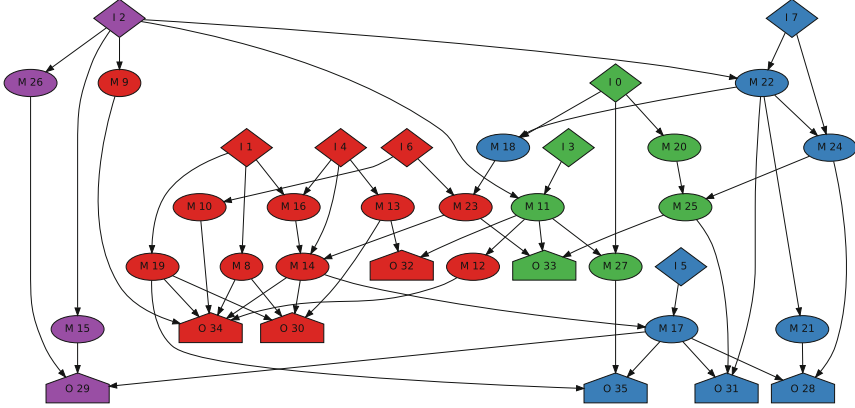 I 2
I 7
M 26
M 9
I 0
M 22
I 1
I 4
I 6
M 18
I 3
M 20
M 24
M 10
M 16
M 13
M 23
M 11
M 25
M 19
M 8
M 14
O 32
M 12
O 33
M 27
I 5
M 15
O 34
O 30
M 17
M 21
O 29
O 35
O 31
O 28